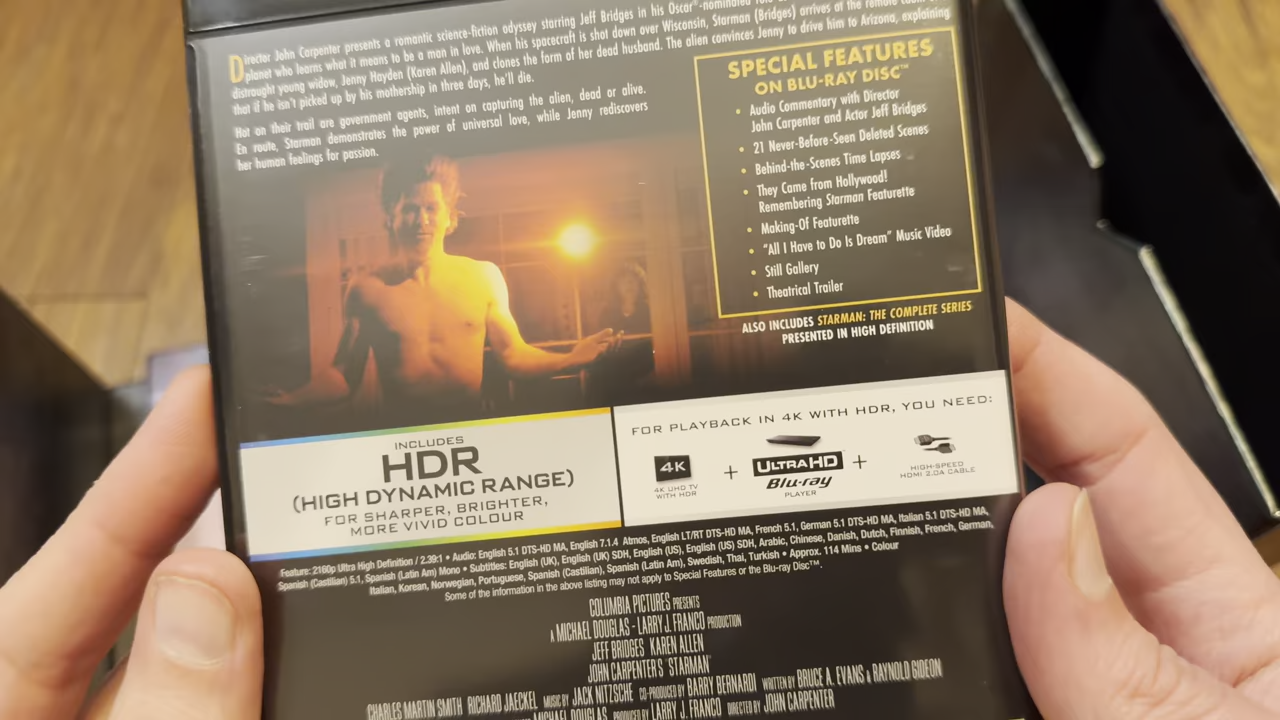 Director John Carpenter presents a romantic science-fiction odyssey starring Jeff Bridges in his Oscar®-nominated
planet who learns what it means to be a man in love. When his spacecraft is shot down over Wisconsin, Starman (Bridges) arrives at the remote
distraught young widow, Jenny Hayden (Karen Allen), and clones the form of her dead husband. The alien convinces Jenny to drive him to Arizona, explaining
that if he isn't picked up by his mothership in three days, he'll die.
Hot on their trail are government agents, intent on capturing the alien, dead or alive.
En route, Starman demonstrates the power of universal love, while Jenny rediscovers
her human feelings for passion.
SPECIAL FEATURES
ON BLU-RAY DISC™
• Audio Commentary with Director
John Carpenter and Actor Jeff Bridges
• 21 Never-Before-Seen Deleted Scenes
• Behind-the-Scenes Time Lapses
• They Came from Hollywood!
Remembering Starman Featurette
• Making-Of Featurette
• "All I Have to Do Is Dream" Music Video
• Still Gallery
• Theatrical Trailer
ALSO INCLUDES STARMAN: THE COMPLETE SERIES
PRESENTED IN HIGH DEFINITION
INCLUDES
HDR
(HIGH DYNAMIC RANGE)
FOR SHARPER, BRIGHTER,
MORE VIVID COLOUR
FOR PLAYBACK IN 4K WITH HDR, YOU NEED:
4K
4K UHD TV
WITH HDR
+
ULTRA HD
Blu-ray
PLAYER
+
HIGH-SPEED
HDMI 2.0A CABLE
Feature: 2160p Ultra High Definition / 2.39:1 • Audio: English 5.1 DTS-HD MA, English 7.1.4 Atmos, English LT/RT DTS-HD MA, French 5.1, German 5.1 DTS-HD MA, Italian 5.1 DTS-HD MA,
Spanish (Castilian) 5.1, Spanish (Latin Am) Mono • Subtitles: English (UK), English (UK) SDH, English (US), English (US) SDH, Arabic, Chinese, Danish, Dutch, Finnish, French, German,
Italian, Korean, Norwegian, Portuguese, Spanish (Castilian), Spanish (Latin Am), Swedish, Thai, Turkish • Approx. 114 Mins • Colour
Some of the information in the above listing may not apply to Special Features or the Blu-ray Disc™.
COLUMBIA PICTURES PRESENTS
A MICHAEL DOUGLAS - LARRY J. FRANCO PRODUCTION
JEFF BRIDGES KAREN ALLEN
JOHN CARPENTER'S 'STARMAN'
CHARLES MARTIN SMITH RICHARD JAECKEL MUSIC BY JACK NITZSCHE CO-PRODUCED BY BARRY BERNARDI WRITTEN BY BRUCE A. EVANS & RAYNOLD GIDEON
MICHAEL DOUGLAS PRODUCED BY LARRY J. FRANCO DIRECTED BY JOHN CARPENTER